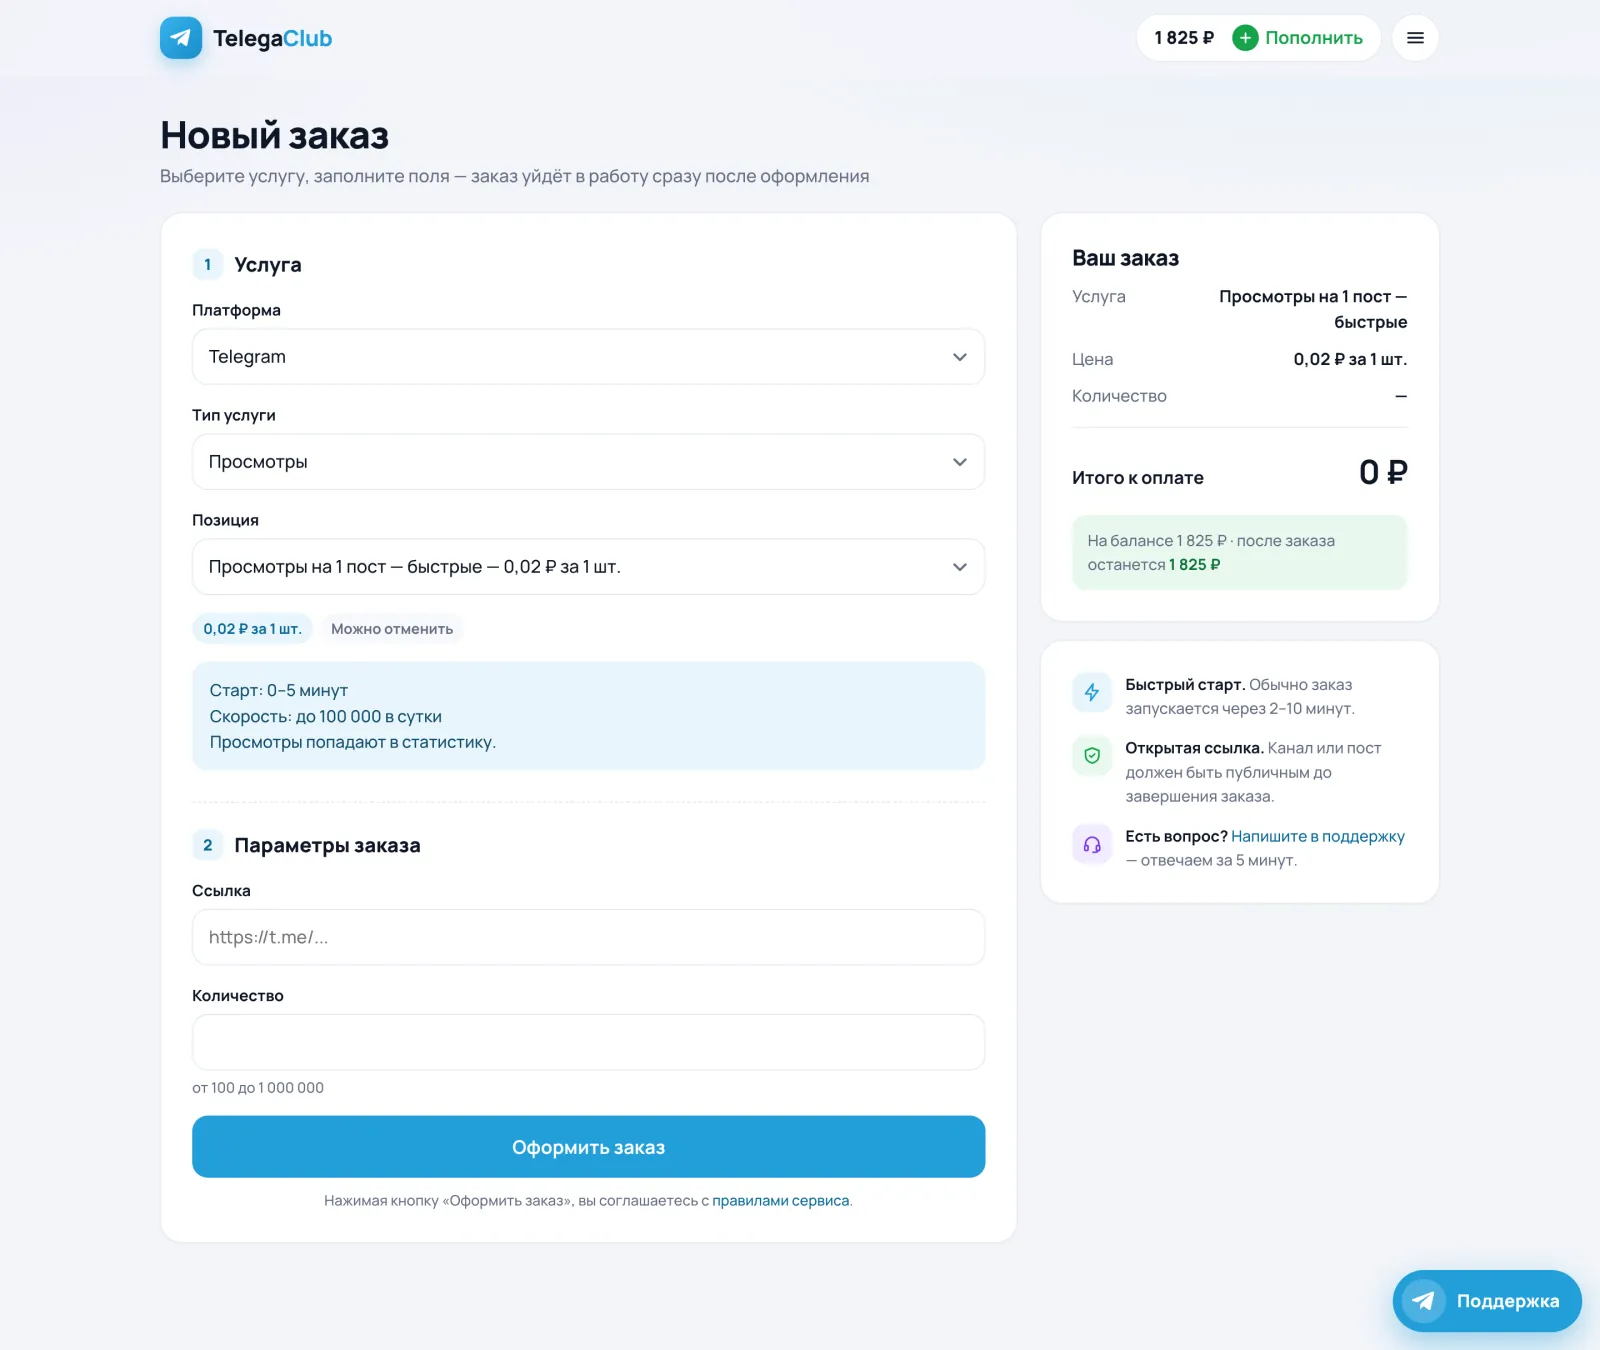 TelegaClub
1 825 ₽
Пополнить
Новый заказ
Выберите услугу, заполните поля — заказ уйдёт в работу сразу после оформления
1 Услуга
Платформа
Telegram
Тип услуги
Просмотры
Позиция
Просмотры на 1 пост — быстрые — 0,02 ₽ за 1 шт.
0,02 ₽ за 1 шт.
Можно отменить
Старт: 0–5 минут
Скорость: до 100 000 в сутки
Просмотры попадают в статистику.
2 Параметры заказа
Ссылка
https://t.me/...
Количество
от 100 до 1 000 000
Оформить заказ
Нажимая кнопку «Оформить заказ», вы соглашаетесь с правилами сервиса.
Ваш заказ
Услуга Просмотры на 1 пост —
быстрые
Цена 0,02 ₽ за 1 шт.
Количество —
Итого к оплате 0 ₽
На балансе 1 825 ₽ · после заказа
останется 1 825 ₽
Быстрый старт. Обычно заказ
запускается через 2–10 минут.
Открытая ссылка. Канал или пост
должен быть публичным до
завершения заказа.
Есть вопрос? Напишите в поддержку
— отвечаем за 5 минут.
Поддержка